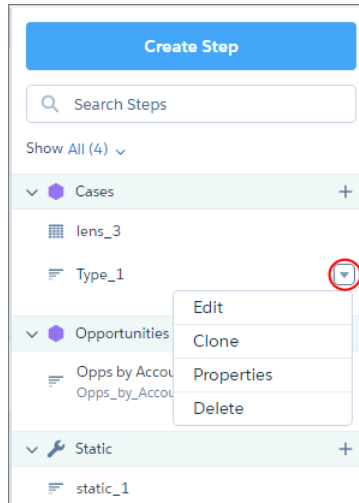 Create Step
Search Steps
Show All (4)
Cases
lens_3
Type_1
Edit
Opportunities
Clone
Opps by Accou
Properties
Opps_by_Accou
Delete
Static
static_1